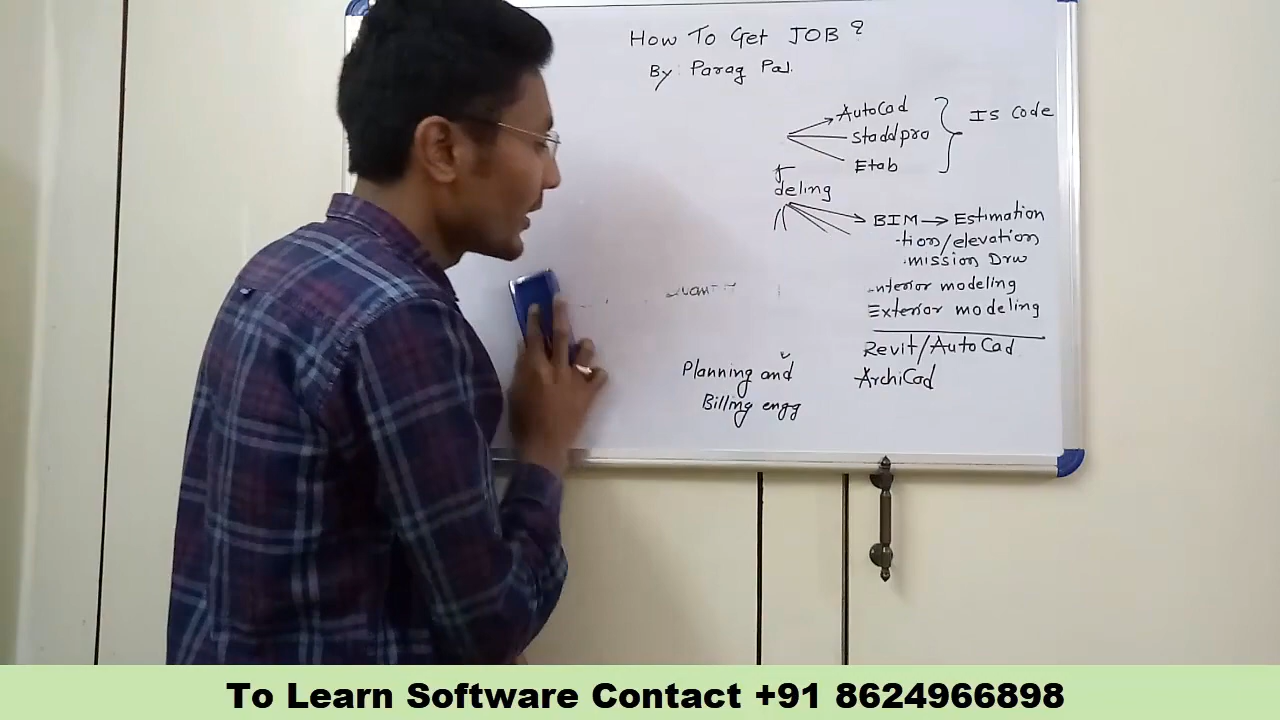 How To Get JOB ?
By: Parag Pal.
AutoCad
Staddpro
Etab
IS Code
deling
BIM → Estimation
tion/elevation
mission Drw
nterior modeling
Exterior modeling
Revit/AutoCad
ArchiCad
Planning and
Billing engg
To Learn Software Contact +91 8624966898